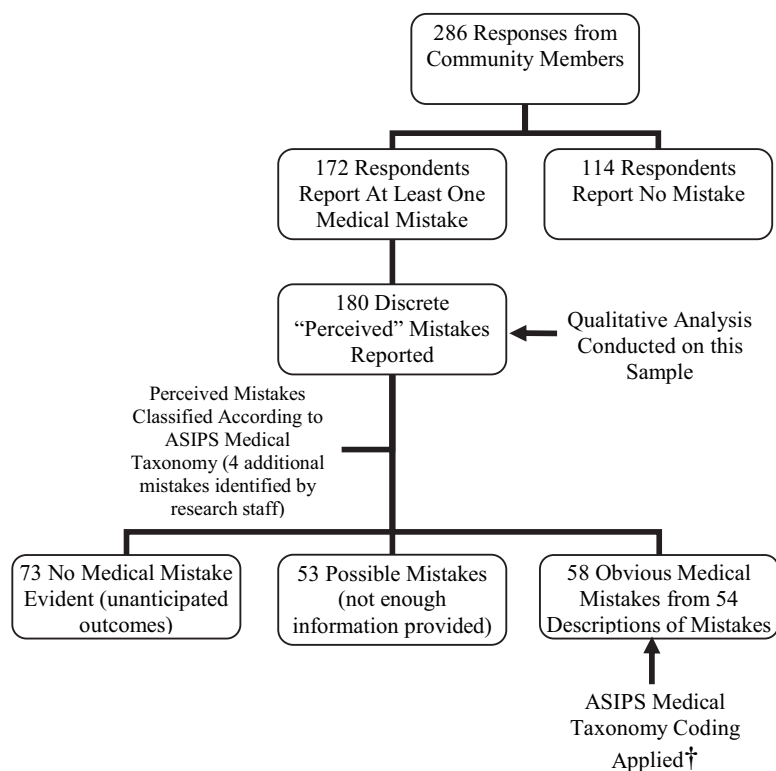 286 Responses from
Community Members
172 Respondents
Report At Least One
Medical Mistake
114 Respondents
Report No Mistake
180 Discrete
“Perceived” Mistakes
Reported
Qualitative Analysis
Conducted on this
Sample
Perceived Mistakes
Classified According to
ASIPS Medical
Taxonomy (4 additional
mistakes identified by
research staff)
73 No Medical Mistake
Evident (unanticipated
outcomes)
53 Possible Mistakes
(not enough
information provided)
58 Obvious Medical
Mistakes from 54
Descriptions of Mistakes
ASIPS Medical
Taxonomy Coding
Applied†